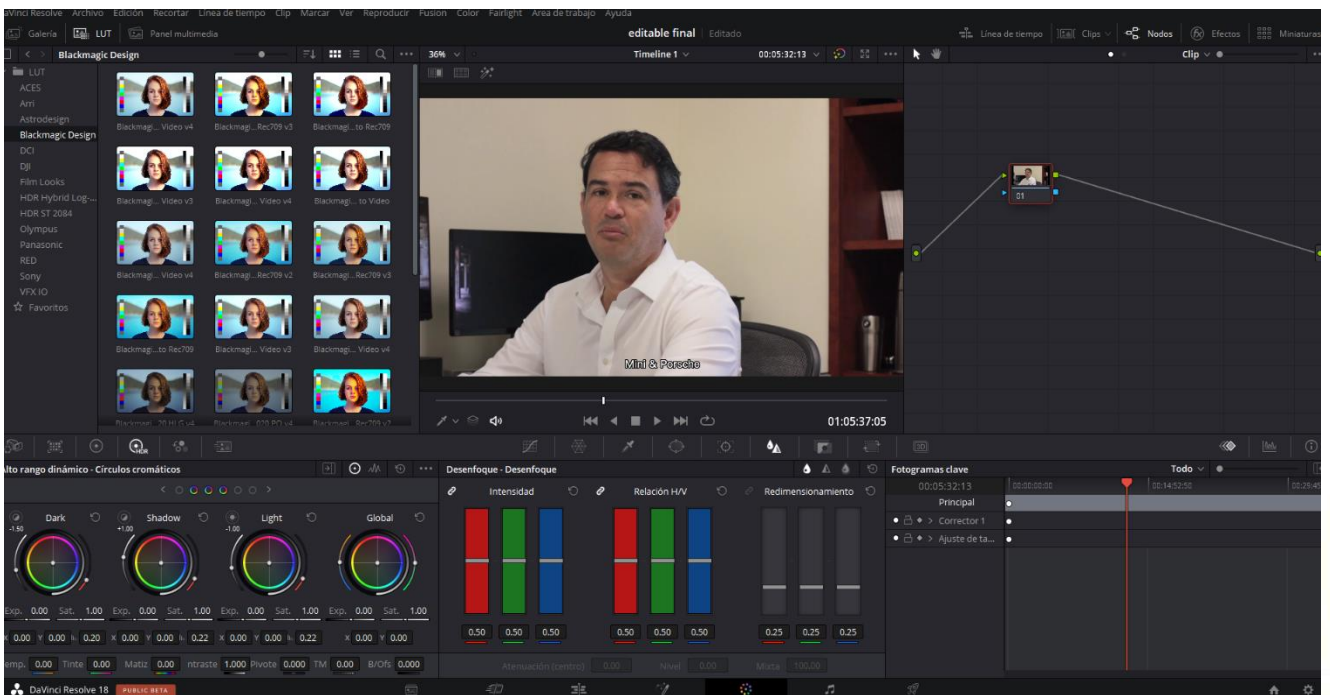 aVinci Resolve Archivo Edición Recortar Línea de tiempo Clip Marcar Ver Reproducir Fusion Color Fairlight Área de trabajo Ayuda
Galería LUT Panel multimedia editable final Editado Línea de tiempo Clips Nodos Efectos Miniaturas
Blackmagic Design 36% Timeline 1 00:05:32:13 Clip
LUT
ACES
Arri
Astrodesign
Blackmagic Design
DCI
DJI
Film Looks
HDR Hybrid Log-...
HDR ST 2084
Olympus
Panasonic
RED
Sony
VFX IO
Favoritos
Blackmagi... Video v4 Blackmagi...Rec709 v3 Blackmagi...to Rec709
Blackmagi... Video v3 Blackmagi... Video v4 Blackmagi... to Video
Blackmagi... Video v4 Blackmagi...Rec709 v2 Blackmagi...Rec709 v3
Blackmagi...to Rec709 Blackmagi... Video v3 Blackmagi... Video v4
Mini & Porsche
01
01:05:37:05
HDR
3D
Alto rango dinámico - Círculos cromáticos Desenfoque - Desenfoque Fotogramas clave Todo
Dark Shadow Light Global
-1.50 +1.00 -1.00
Exp. 0.00 Sat. 1.00 Exp. 0.00 Sat. 1.00 Exp. 0.00 Sat. 1.00 Exp. 0.00 Sat. 1.00
X 0.00 Y 0.00 0.20 X 0.00 Y 0.00 0.22 X 0.00 Y 0.00 0.22 X 0.00 Y 0.00
emp. 0.00 Tinte 0.00 Matiz 0.00 ntraste 1.000 Pivote 0.000 TM 0.00 B/Ofs 0.000
Intensidad Relación H/V Redimensionamiento
0.50 0.50 0.50 0.50 0.50 0.50 0.25 0.25 0.25
Atenuación (centro) 0.00 Nivel 0.00 Mixta 100.00
00:05:32:13 00:00:00:00 00:14:52:50 00:29:45
Principal
Corrector 1
Ajuste de ta...
DaVinci Resolve 18 PUBLIC BETA